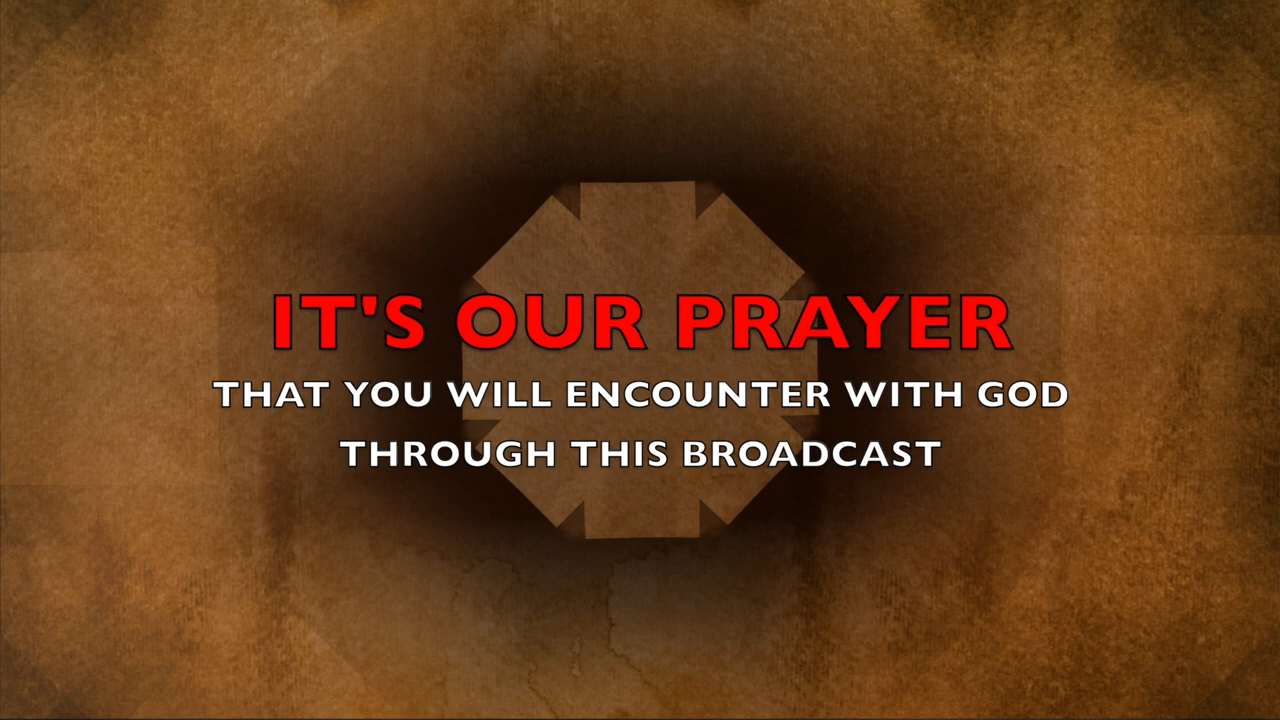 IT'S OUR PRAYER
THAT YOU WILL ENCOUNTER WITH GOD
THROUGH THIS BROADCAST